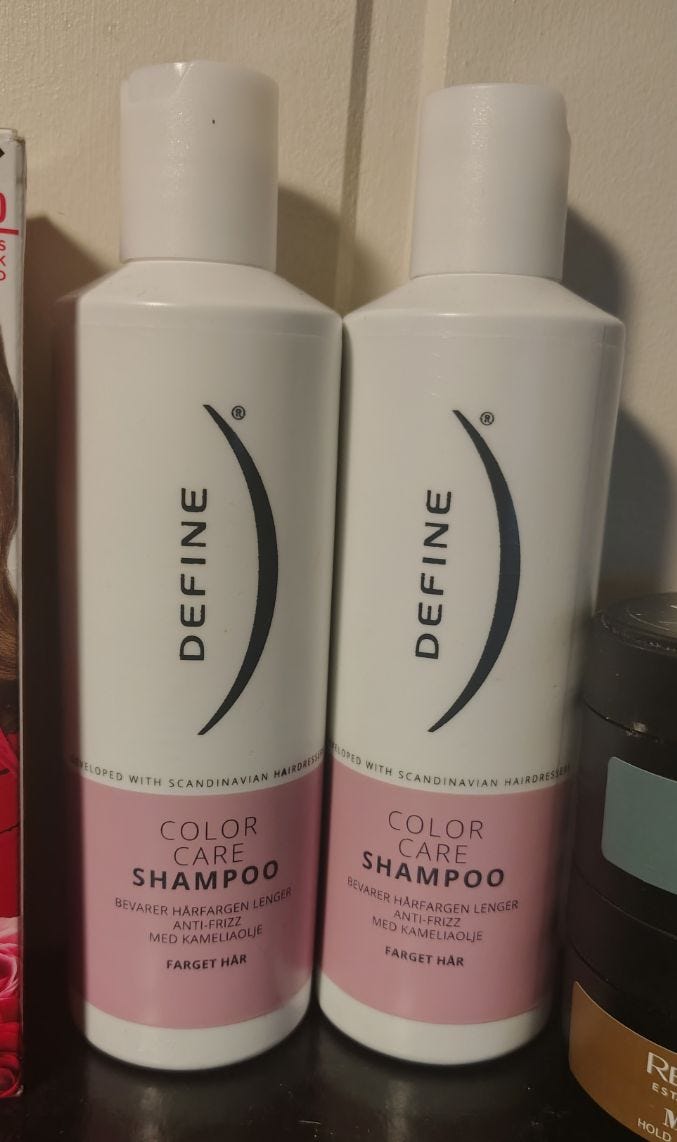 DEFINE
®
DEVELOPED WITH SCANDINAVIAN HAIRDRESSERS
COLOR
CARE
SHAMPOO
BEVARER HÅRFARGEN LENGER
ANTI-FRIZZ
MED KAMELIAOLJE
FARGET HÅR
DEFINE
®
WITH SCANDINAVIAN HAIRDRESSERS
COLOR
CARE
SHAMPOO
BEVARER HÅRFARGEN LENGER
ANTI-FRIZZ
MED KAMELIAOLJE
FARGET HÅR
HOLD